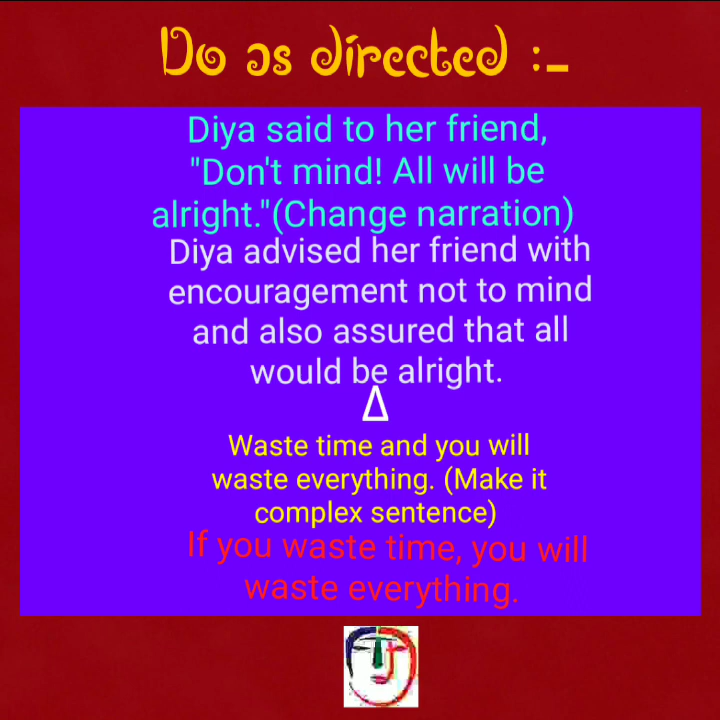 Do as directed :-
Diya said to her friend,
"Don't mind! All will be
alright."(Change narration)
Diya advised her friend with
encouragement not to mind
and also assured that all
would be alright.
Δ
Waste time and you will
waste everything. (Make it
complex sentence)
If you waste time, you will
waste everything.